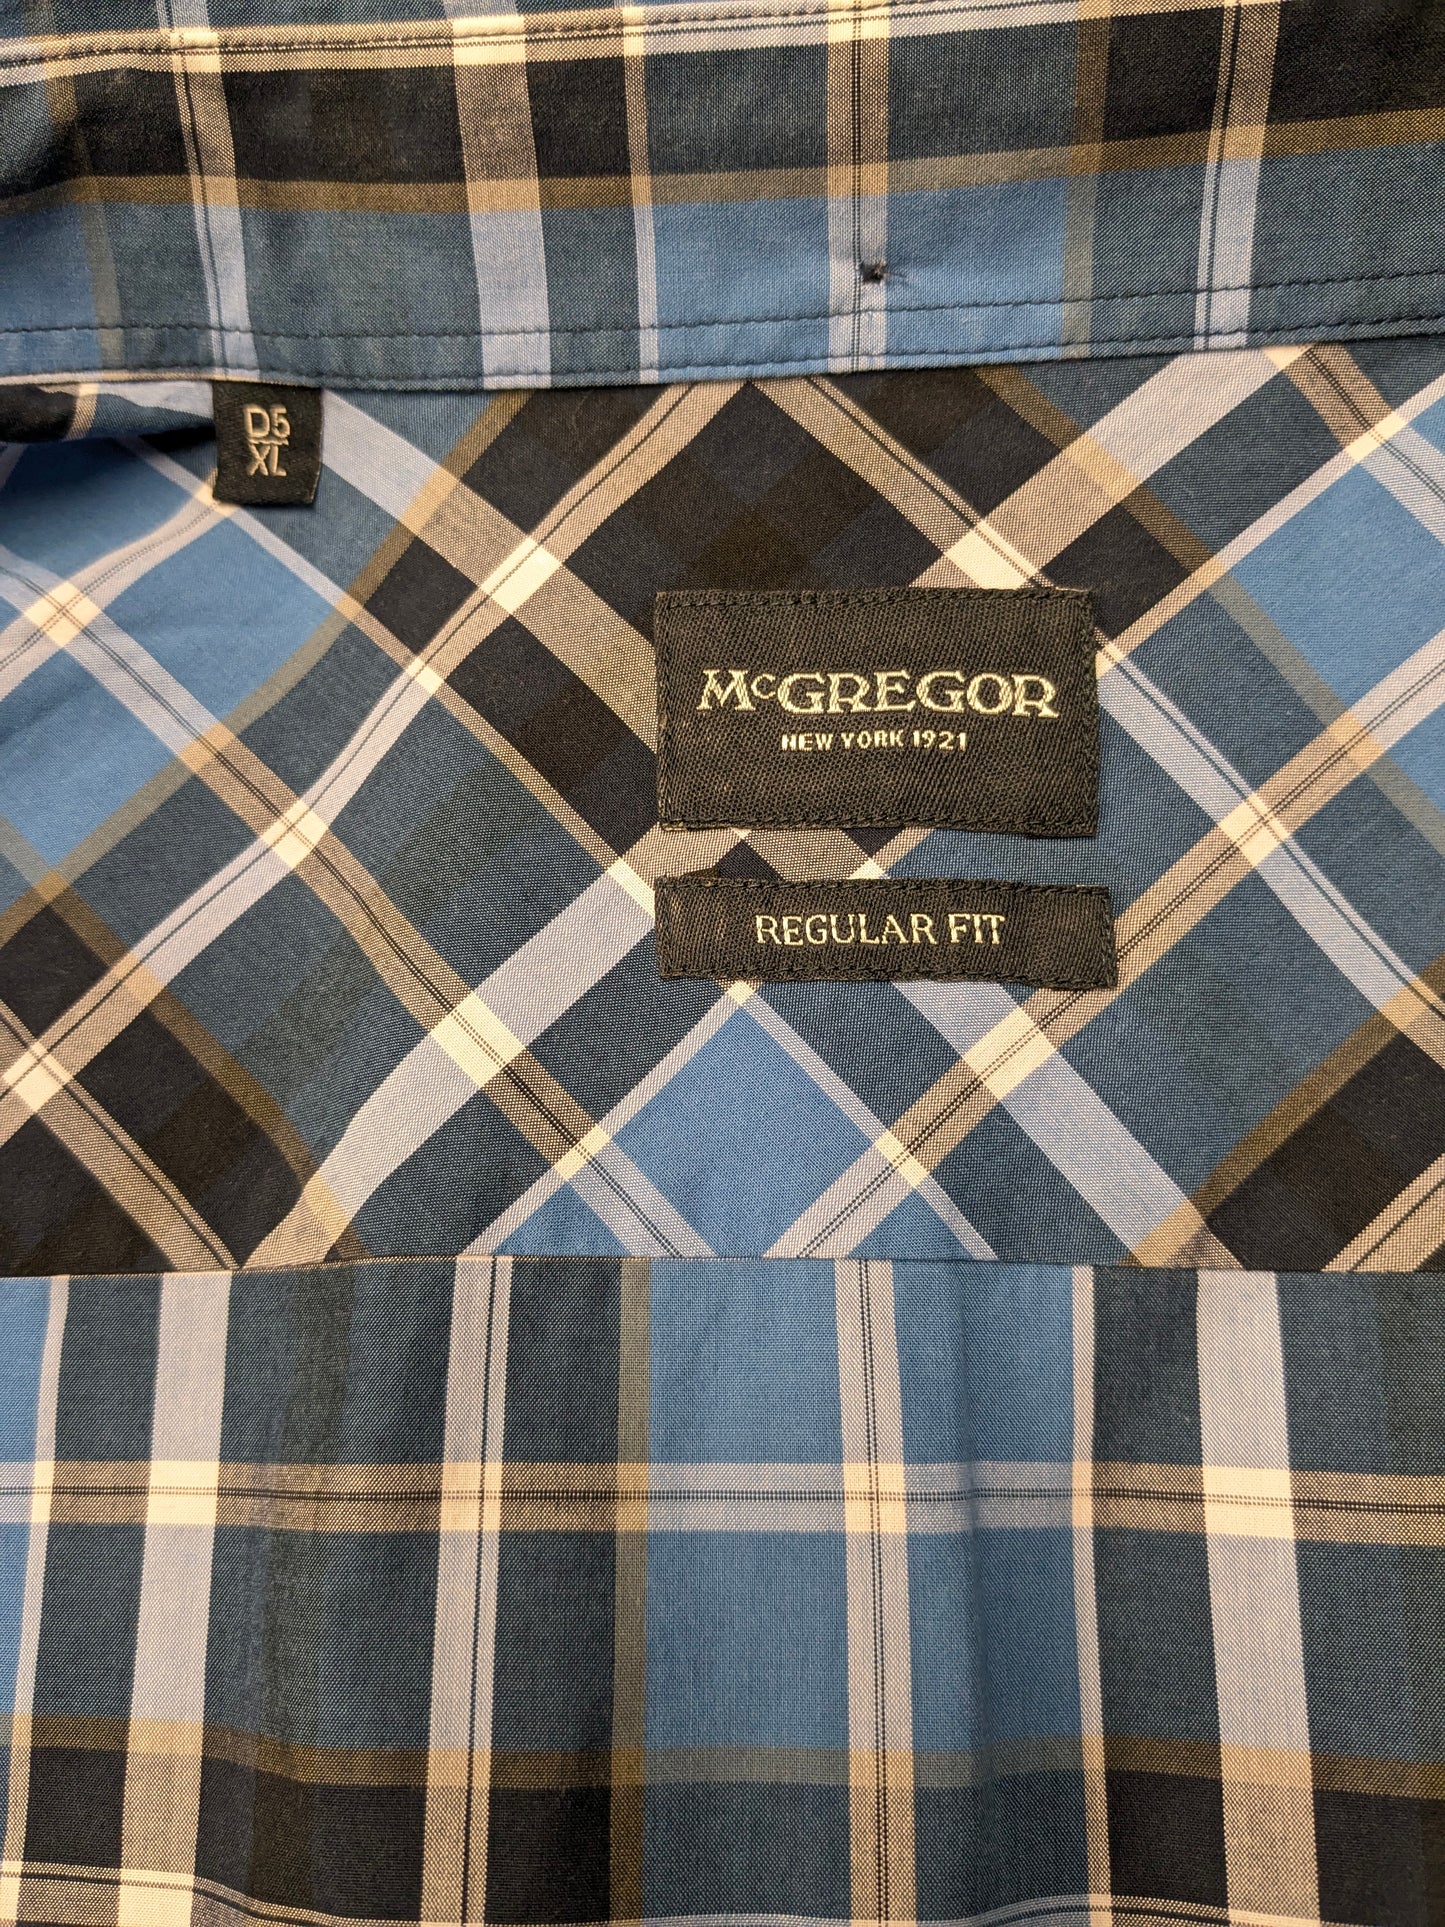 D5
XL
McGREGOR
NEW YORK 1921
REGULAR FIT